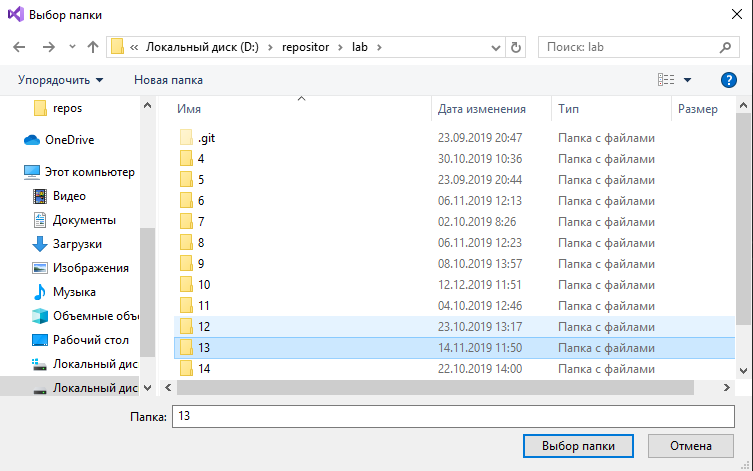 Выбор папки
« Локальный диск (D:) › repositor › lab ›
Поиск: lab
Упорядочить Новая папка
repos
OneDrive
Этот компьютер
Видео
Документы
Загрузки
Изображения
Музыка
Объемные объе
Рабочий стол
Локальный дис
Локальный дис
Имя Дата изменения Тип Размер
.git 23.09.2019 20:47 Папка с файлами
4 30.10.2019 10:36 Папка с файлами
5 23.09.2019 20:44 Папка с файлами
6 06.11.2019 12:13 Папка с файлами
7 02.10.2019 8:26 Папка с файлами
8 06.11.2019 12:23 Папка с файлами
9 08.10.2019 13:57 Папка с файлами
10 12.12.2019 11:51 Папка с файлами
11 04.10.2019 12:46 Папка с файлами
12 23.10.2019 13:17 Папка с файлами
13 14.11.2019 11:50 Папка с файлами
14 22.10.2019 14:00 Папка с файлами
Папка: 13
Выбор папки Отмена